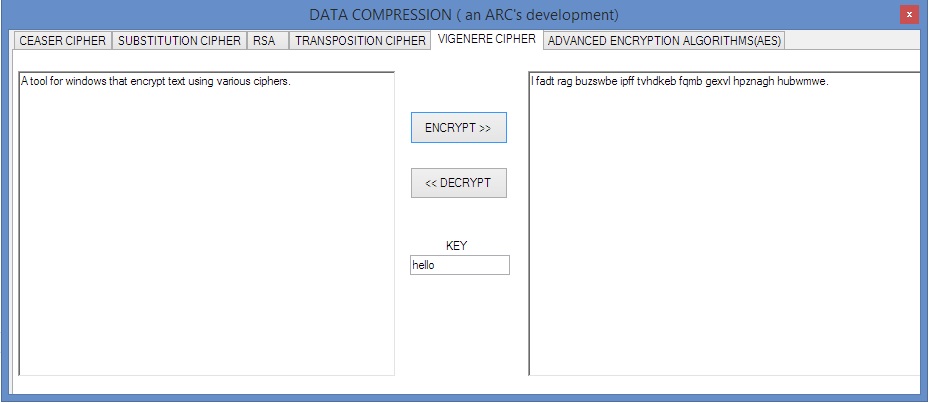 DATA COMPRESSION ( an ARC's development)
x
CEASER CIPHER SUBSTITUTION CIPHER RSA TRANSPOSITION CIPHER VIGENERE CIPHER ADVANCED ENCRYPTION ALGORITHMS(AES)
A tool for windows that encrypt text using various ciphers.
ENCRYPT >>
<< DECRYPT
KEY
hello
I fadt rag buzswbe ipff tvhdkeb fqmb gexvl hpznagh hubwmwe.